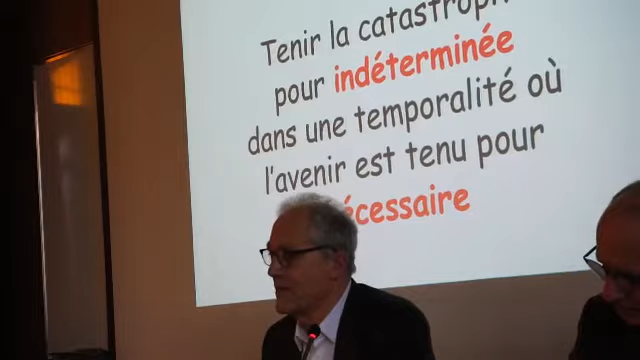 Tenir la
pour indéterminée
dans une temporalité où
l'avenir est tenu pour